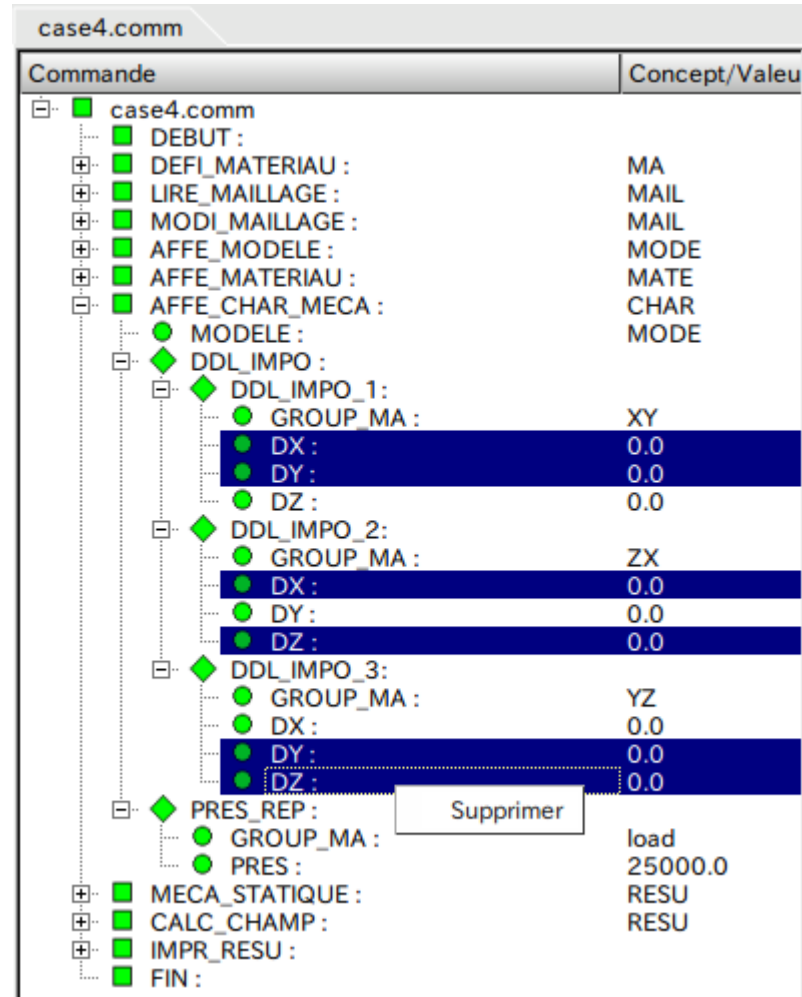 case4.comm
Commande Concept/Valeu
case4.comm
DEBUT :
DEFI_MATERIAU : MA
LIRE_MAILLAGE : MAIL
MODI_MAILLAGE : MAIL
AFFE_MODELE : MODE
AFFE_MATERIAU : MATE
AFFE_CHAR_MECA : CHAR
MODELE : MODE
DDL_IMPO :
DDL_IMPO_1:
GROUP_MA : XY
DX : 0.0
DY : 0.0
DZ : 0.0
DDL_IMPO_2:
GROUP_MA : ZX
DX : 0.0
DY : 0.0
DZ : 0.0
DDL_IMPO_3:
GROUP_MA : YZ
DX : 0.0
DY : 0.0
DZ : 0.0
PRES_REP : Supprimer
GROUP_MA : load
PRES : 25000.0
MECA_STATIQUE : RESU
CALC_CHAMP : RESU
IMPR_RESU :
FIN :